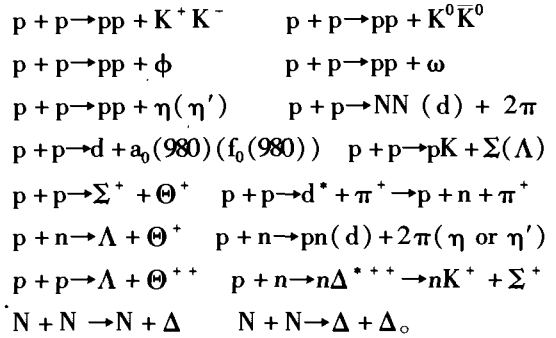 p + p→pp + K⁺K⁻ p + p→pp + K⁰K̄⁰
p + p→pp + ϕ p + p→pp + ω
p + p→pp + η(η′) p + p→NN (d) + 2π
p + p→d + a₀(980)(f₀(980)) p + p→pK + Σ(Λ)
p + p→Σ⁺ + Θ⁺ p + p→d* + π⁺→p + n + π⁺
p + n→Λ + Θ⁺ p + n→pn(d) + 2π(η or η′)
p + p→Λ + Θ⁺⁺ p + n→nΔ*⁺⁺→nK⁺ + Σ⁺
N + N →N + Δ N + N→Δ + Δ。